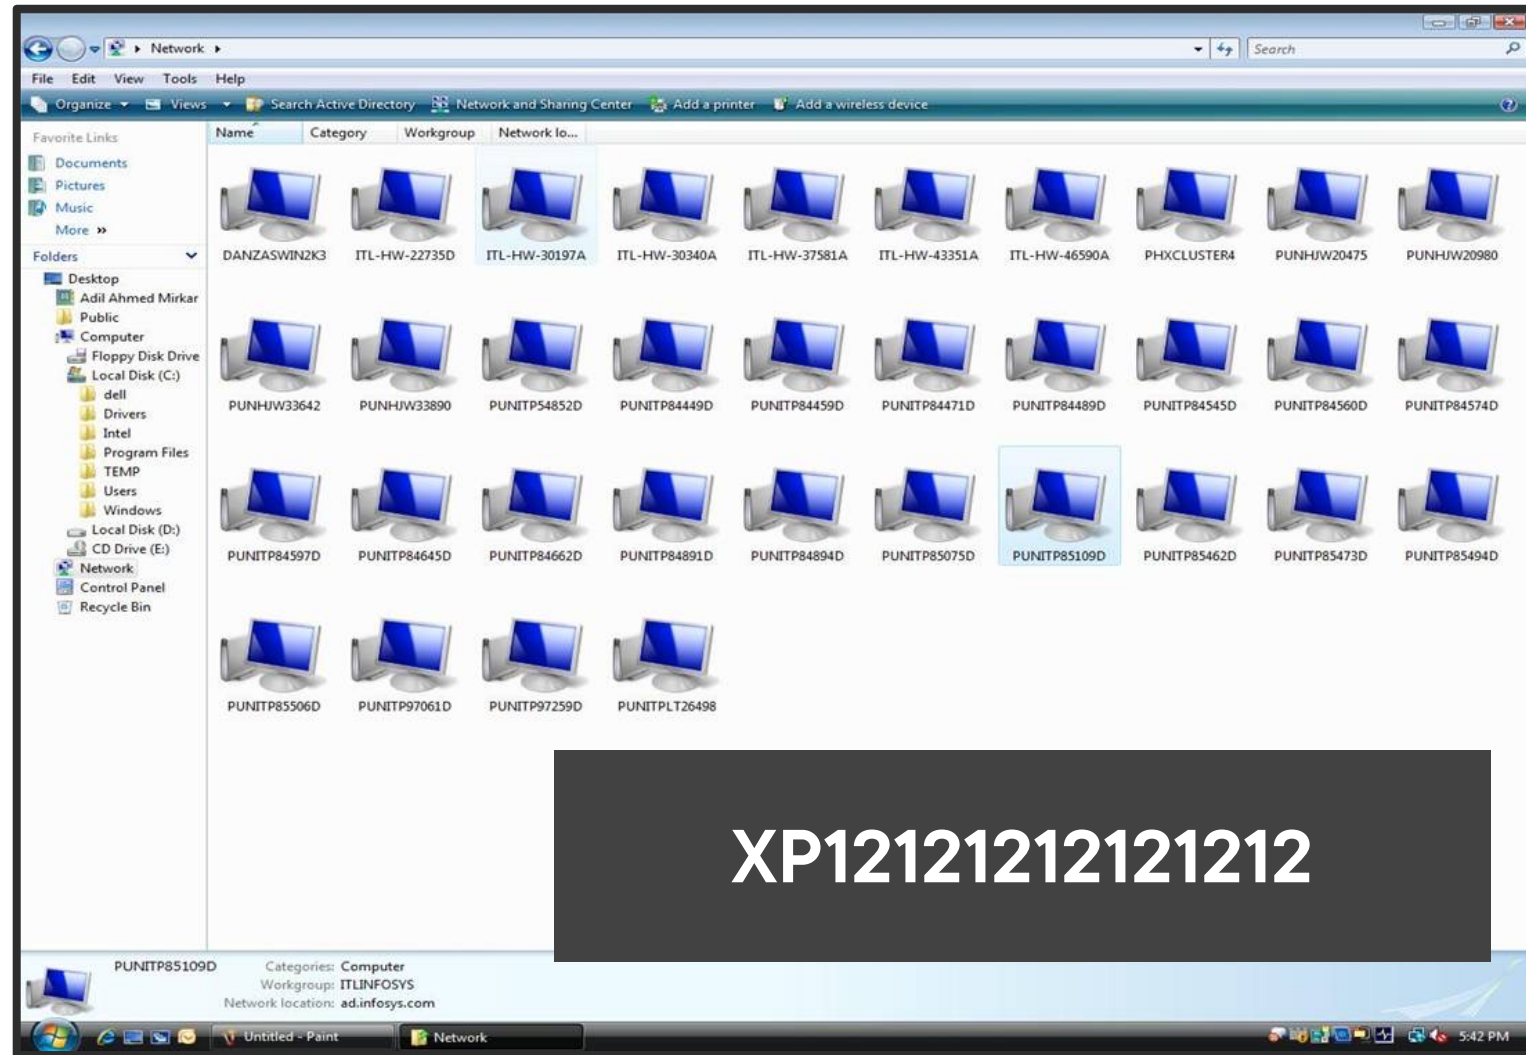 Network
Search
File Edit View Tools Help
Organize Views Search Active Directory Network and Sharing Center Add a printer Add a wireless device
Favorite Links
Documents
Pictures
Music
More »
Folders
Desktop
Adil Ahmed Mirkar
Public
Computer
Floppy Disk Drive
Local Disk (C:)
dell
Drivers
Intel
Program Files
TEMP
Users
Windows
Local Disk (D:)
CD Drive (E:)
Network
Control Panel
Recycle Bin
Name Category Workgroup Network lo...
DANZASWIN2K3 ITL-HW-22735D ITL-HW-30197A ITL-HW-30340A ITL-HW-37581A ITL-HW-43351A ITL-HW-46590A PHXCLUSTER4 PUNHJW20475 PUNHJW20980
PUNHJW33642 PUNHJW33890 PUNITP54852D PUNITP84449D PUNITP84459D PUNITP84471D PUNITP84489D PUNITP84545D PUNITP84560D PUNITP84574D
PUNITP84597D PUNITP84645D PUNITP84662D PUNITP84891D PUNITP84894D PUNITP85075D PUNITP85109D PUNITP85462D PUNITP85473D PUNITP85494D
PUNITP85506D PUNITP97061D PUNITP97259D PUNITPLT26498
XP12121212121212
PUNITP85109D Categories: Computer
Workgroup: ITLINFOSYS
Network location: ad.infosys.com
Untitled - Paint Network 5:42 PM